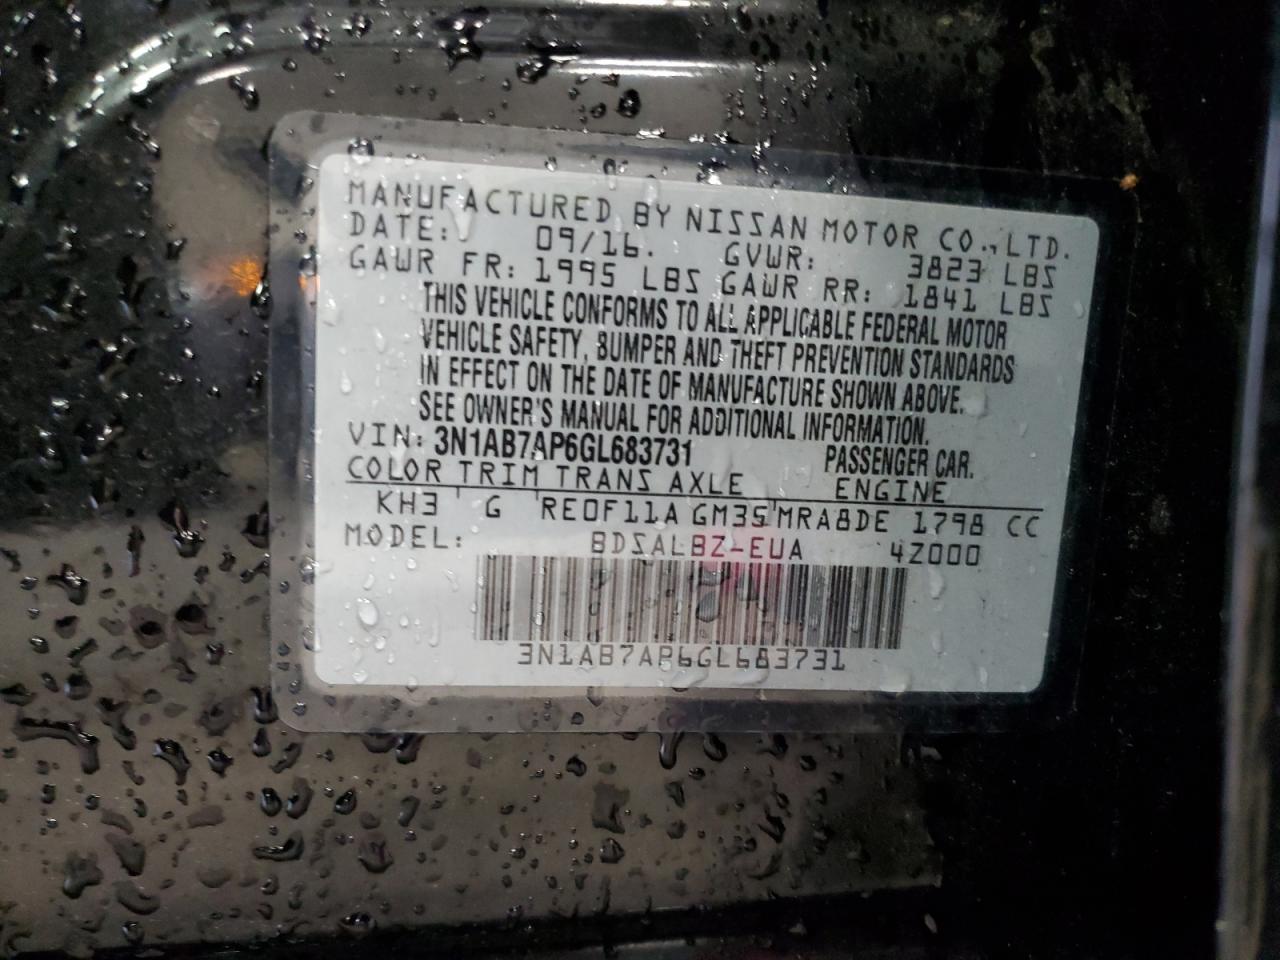 MANUFACTURED BY NISSAN MOTOR CO., LTD.
DATE: 09/16. GVWR: 3823 LBS
GAWR FR: 1995 LBS GAWR RR: 1841 LBS
THIS VEHICLE CONFORMS TO ALL APPLICABLE FEDERAL MOTOR
VEHICLE SAFETY, BUMPER AND THEFT PREVENTION STANDARDS
IN EFFECT ON THE DATE OF MANUFACTURE SHOWN ABOVE.
SEE OWNER'S MANUAL FOR ADDITIONAL INFORMATION.
VIN: 3N1AB7AP6GL683731 PASSENGER CAR.
COLOR TRIM TRANS AXLE ENGINE
KH3 G RE0F11A GM35 MRA8DE 1798 CC
MODEL: BDSALBZ-EUA 4Z000
3N1AB7AP6GL683731